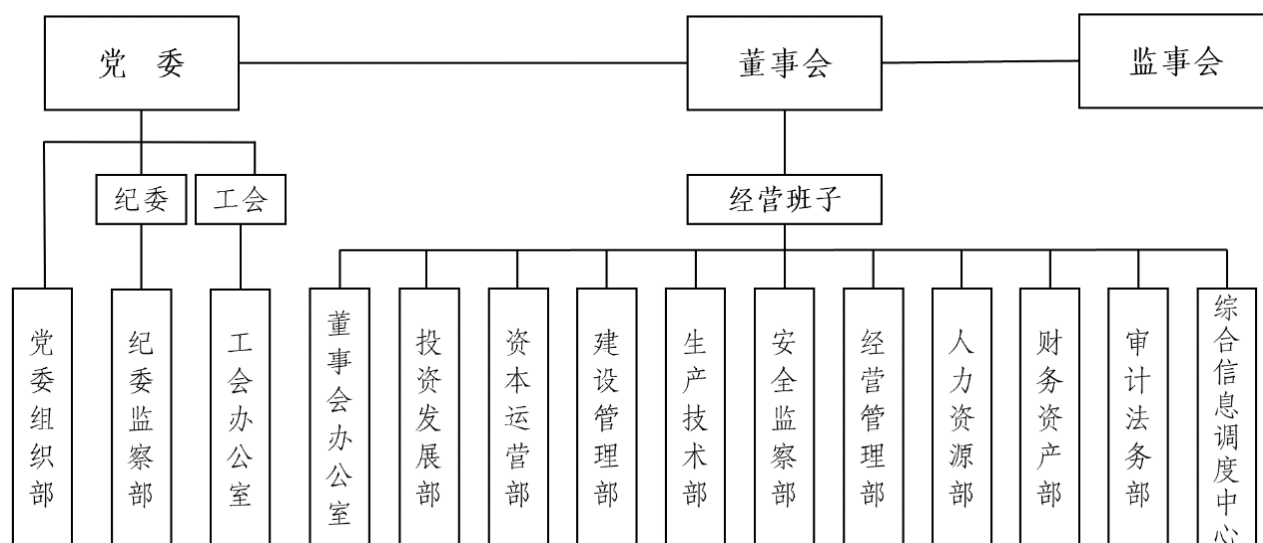 党 委
董事会
监事会
纪委
工会
经营班子
党委组织部
纪委监察部
工会办公室
董事会办公室
投资发展部
资本运营部
建设管理部
生产技术部
安全监察部
经营管理部
人力资源部
财务资产部
审计法务部
综合信息调度中心